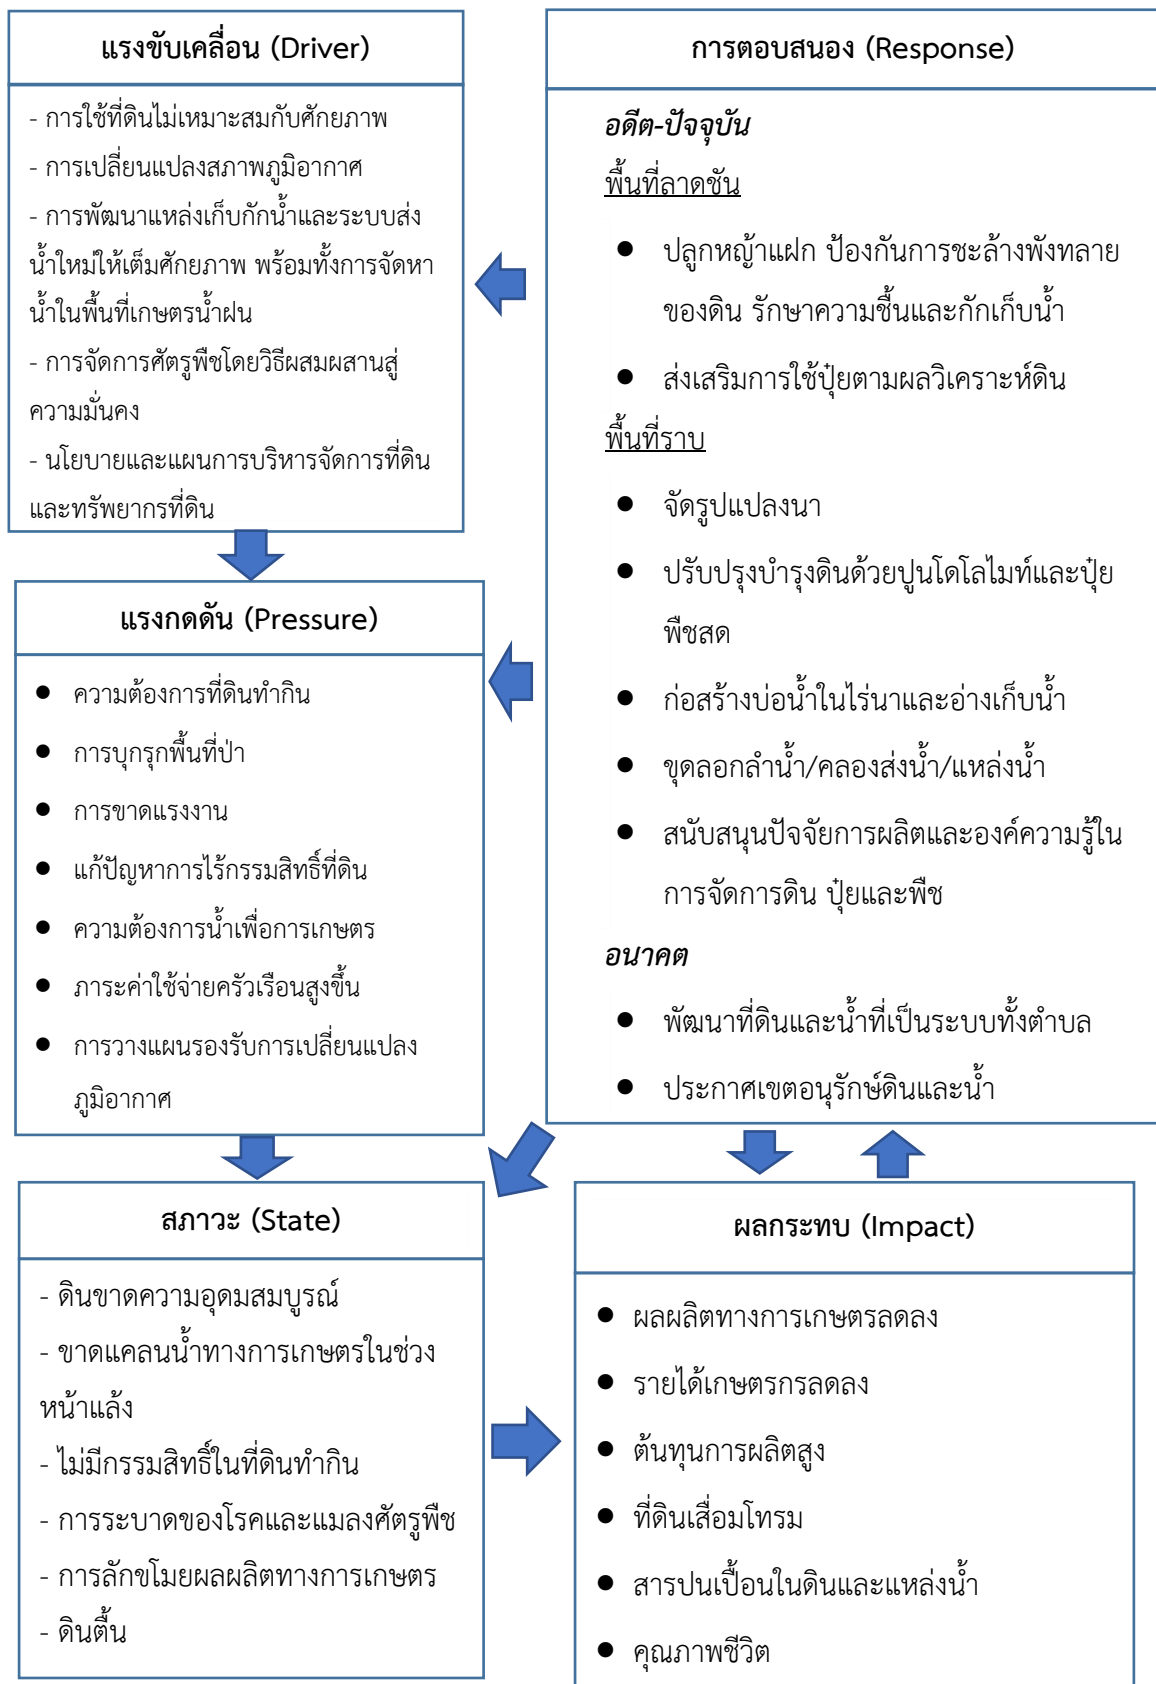 แรงขับเคลื่อน (Driver)
- การใช้ที่ดินไม่เหมาะสมกับศักยภาพ
- การเปลี่ยนแปลงสภาพภูมิอากาศ
- การพัฒนาแหล่งเก็บกักน้ำและระบบส่ง
น้ำใหม่ให้เต็มศักยภาพ พร้อมทั้งการจัดหา
น้ำในพื้นที่เกษตรน้ำฝน
- การจัดการศัตรูพืชโดยวิธีผสมผสานสู่
ความมั่นคง
- นโยบายและแผนการบริหารจัดการที่ดิน
และทรัพยากรที่ดิน
แรงกดดัน (Pressure)
● ความต้องการที่ดินทำกิน
● การบุกรุกพื้นที่ป่า
● การขาดแรงงาน
● แก้ปัญหาการไร้กรรมสิทธิ์ที่ดิน
● ความต้องการน้ำเพื่อการเกษตร
● ภาระค่าใช้จ่ายครัวเรือนสูงขึ้น
● การวางแผนรองรับการเปลี่ยนแปลง
ภูมิอากาศ
สภาวะ (State)
- ดินขาดความอุดมสมบูรณ์
- ขาดแคลนน้ำทางการเกษตรในช่วง
หน้าแล้ง
- ไม่มีกรรมสิทธิ์ในที่ดินทำกิน
- การระบาดของโรคและแมลงศัตรูพืช
- การลักขโมยผลผลิตทางการเกษตร
- ดินตื้น
การตอบสนอง (Response)
อดีต-ปัจจุบัน
พื้นที่ลาดชัน
● ปลูกหญ้าแฝก ป้องกันการชะล้างพังทลาย
ของดิน รักษาความชื้นและกักเก็บน้ำ
● ส่งเสริมการใช้ปุ๋ยตามผลวิเคราะห์ดิน
พื้นที่ราบ
● จัดรูปแปลงนา
● ปรับปรุงบำรุงดินด้วยปูนโดโลไมท์และปุ๋ย
พืชสด
● ก่อสร้างบ่อน้ำในไร่นาและอ่างเก็บน้ำ
● ขุดลอกลำน้ำ/คลองส่งน้ำ/แหล่งน้ำ
● สนับสนุนปัจจัยการผลิตและองค์ความรู้ใน
การจัดการดิน ปุ๋ยและพืช
อนาคต
● พัฒนาที่ดินและน้ำที่เป็นระบบทั้งตำบล
● ประกาศเขตอนุรักษ์ดินและน้ำ
ผลกระทบ (Impact)
● ผลผลิตทางการเกษตรลดลง
● รายได้เกษตรกรลดลง
● ต้นทุนการผลิตสูง
● ที่ดินเสื่อมโทรม
● สารปนเปื้อนในดินและแหล่งน้ำ
● คุณภาพชีวิต